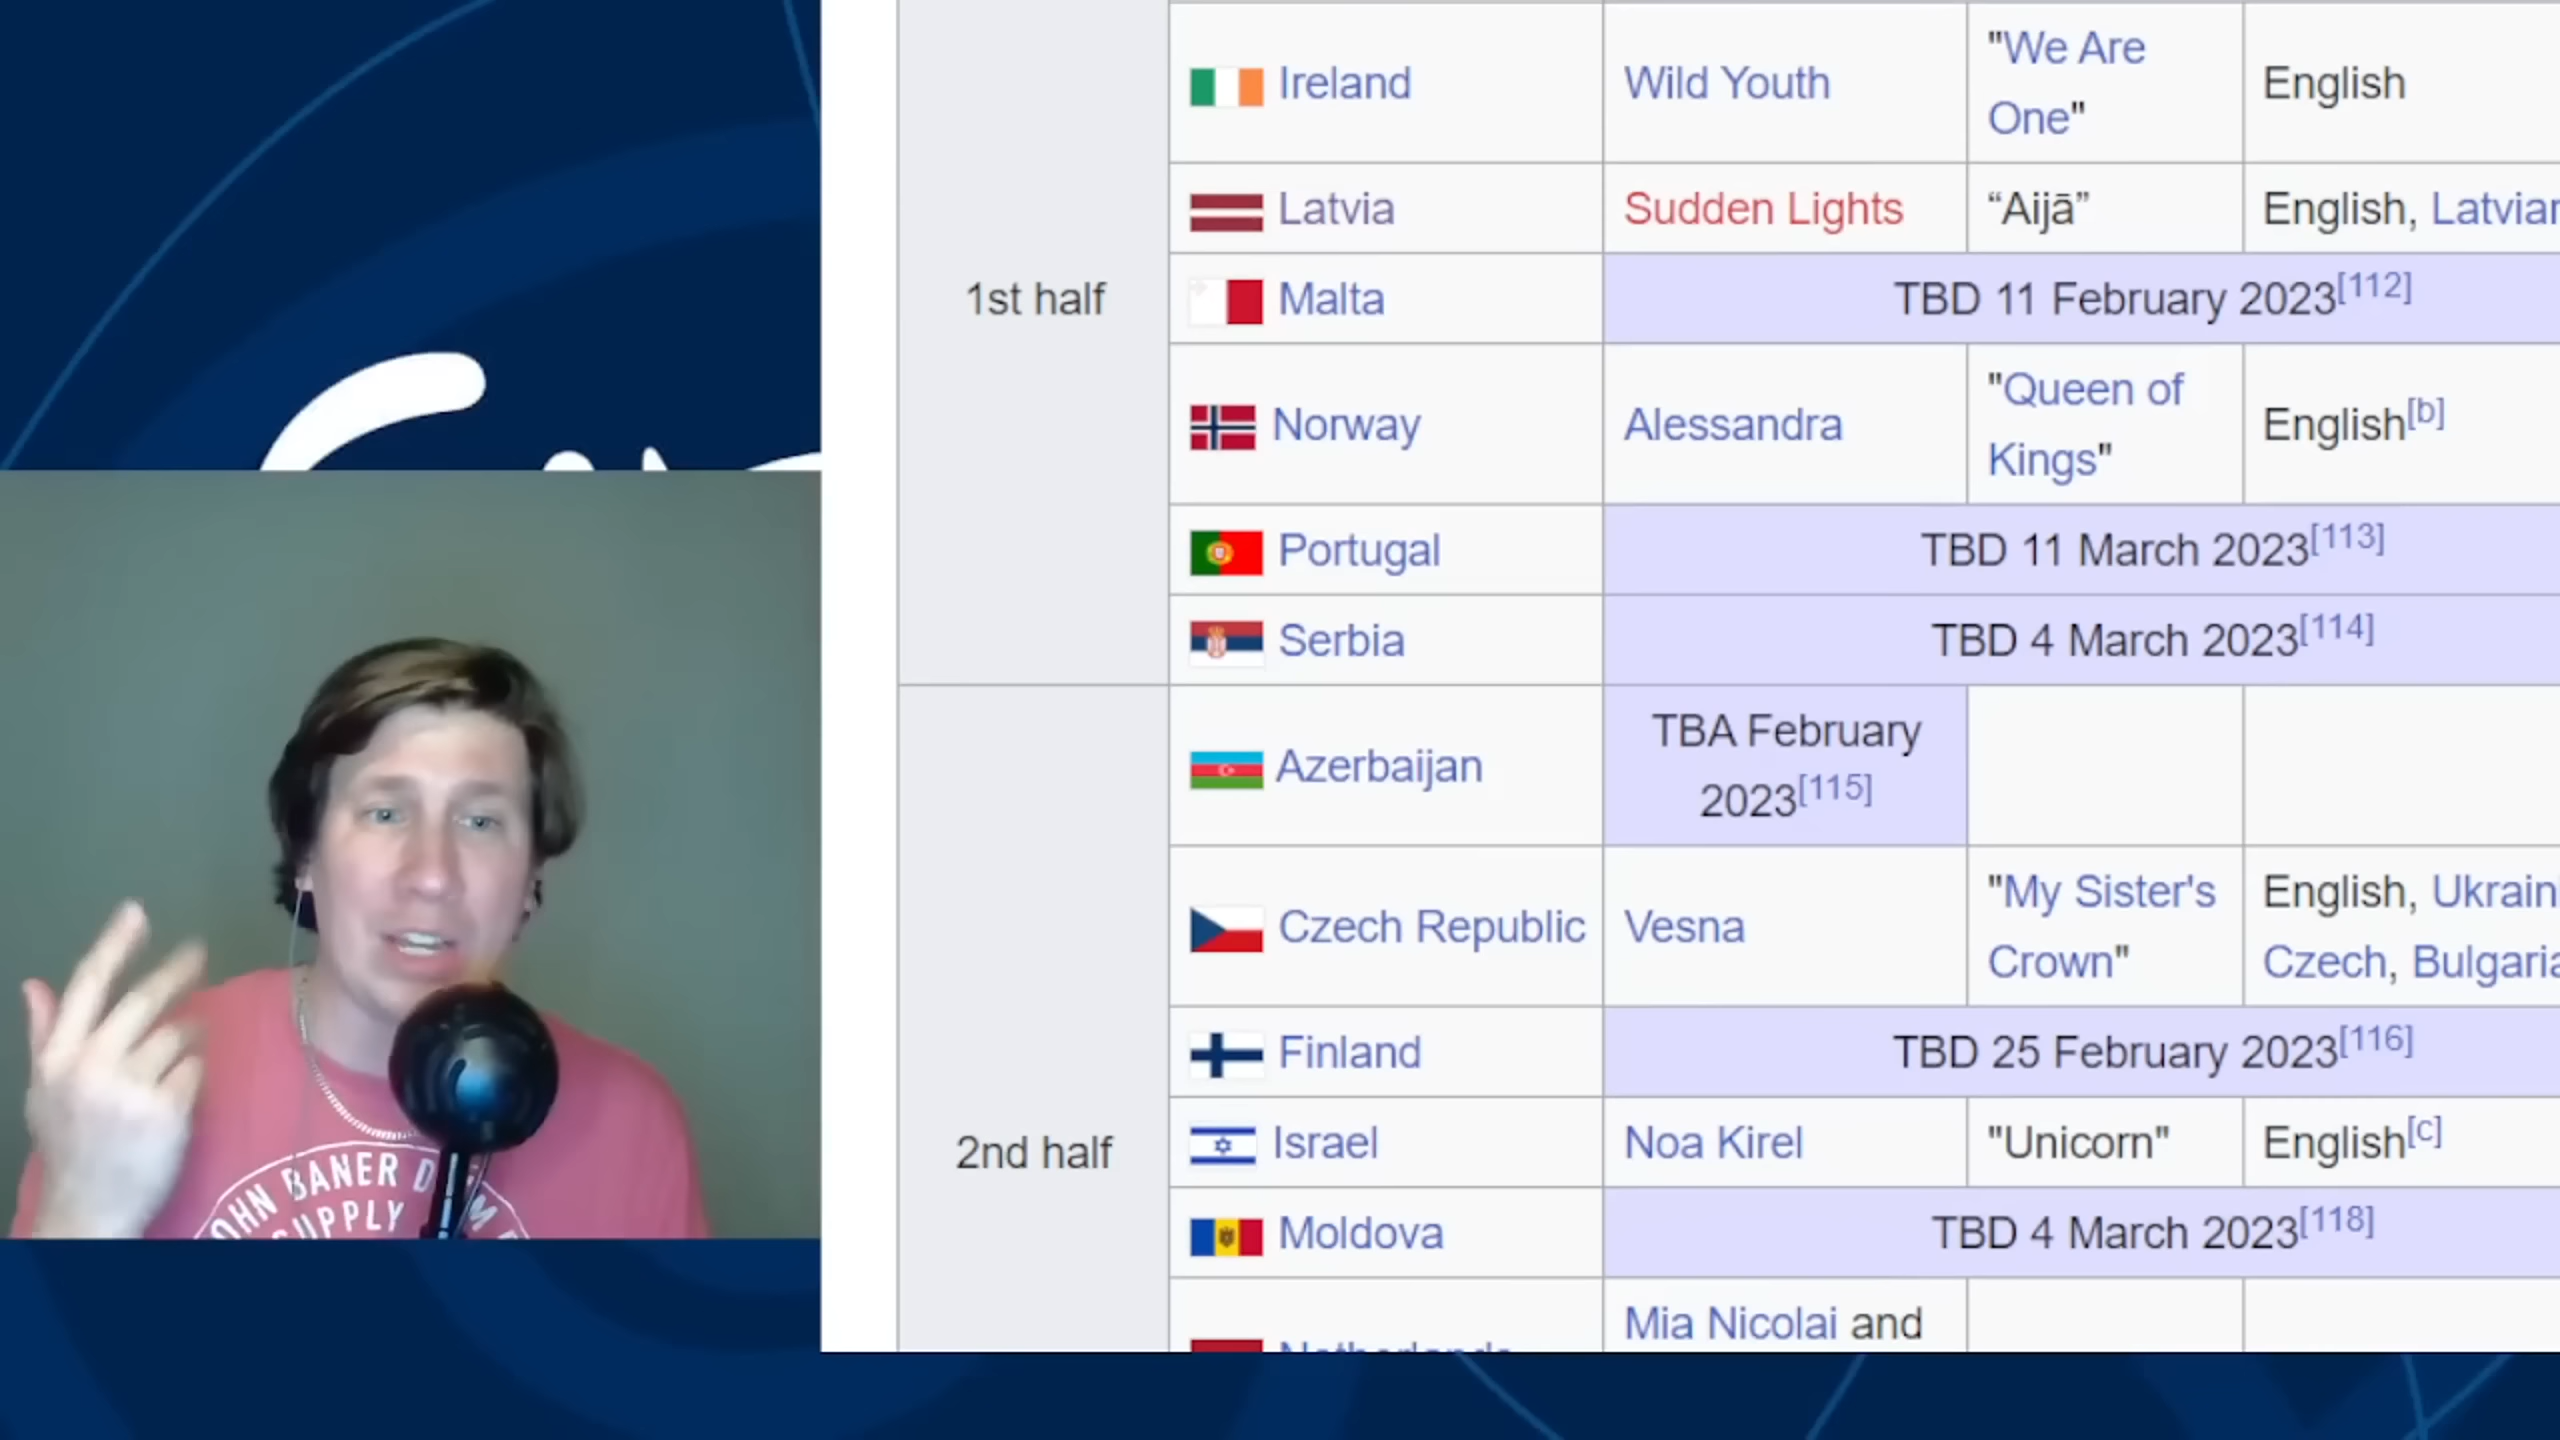 "We Are
Ireland Wild Youth English
One"
Latvia Sudden Lights “Aijā” English,
1st half Malta TBD 11 February 2023[112]
"Queen of
Norway Alessandra English[b]
Kings"
Portugal TBD 11 March 2023[113]
Serbia TBD 4 March 2023[114]
TBA February
Azerbaijan
2023[115]
"My Sister's English,
Czech Republic Vesna
Crown" Czech,
Finland TBD 25 February 2023[116]
Israel Noa Kirel "Unicorn" English[c]
2nd half
Moldova TBD 4 March 2023[118]
Mia Nicolai and
BANER
SUPPLY